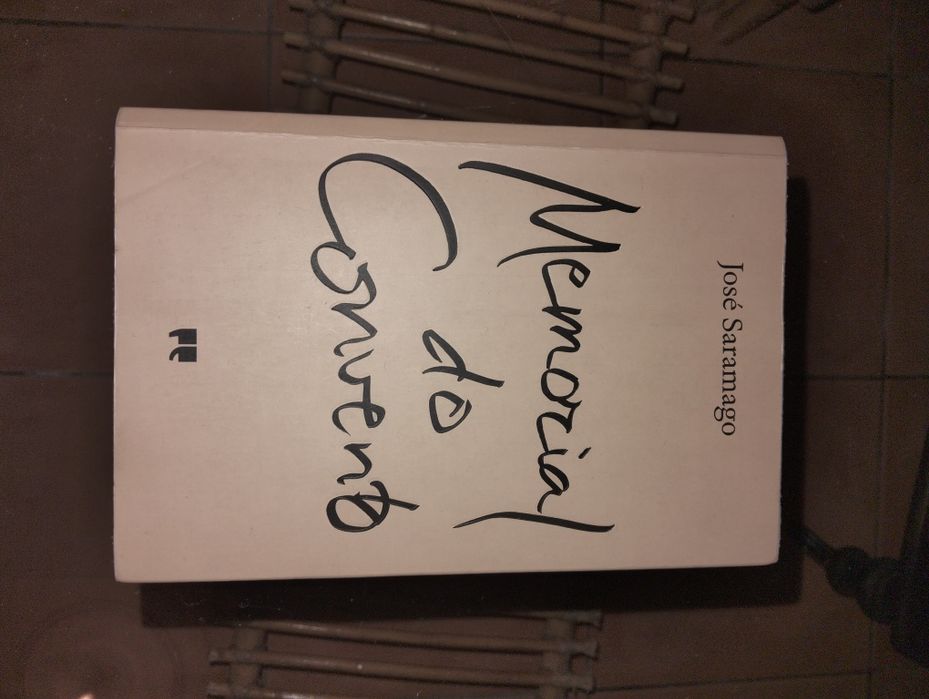 José Saramago
Memorial
do
Convento